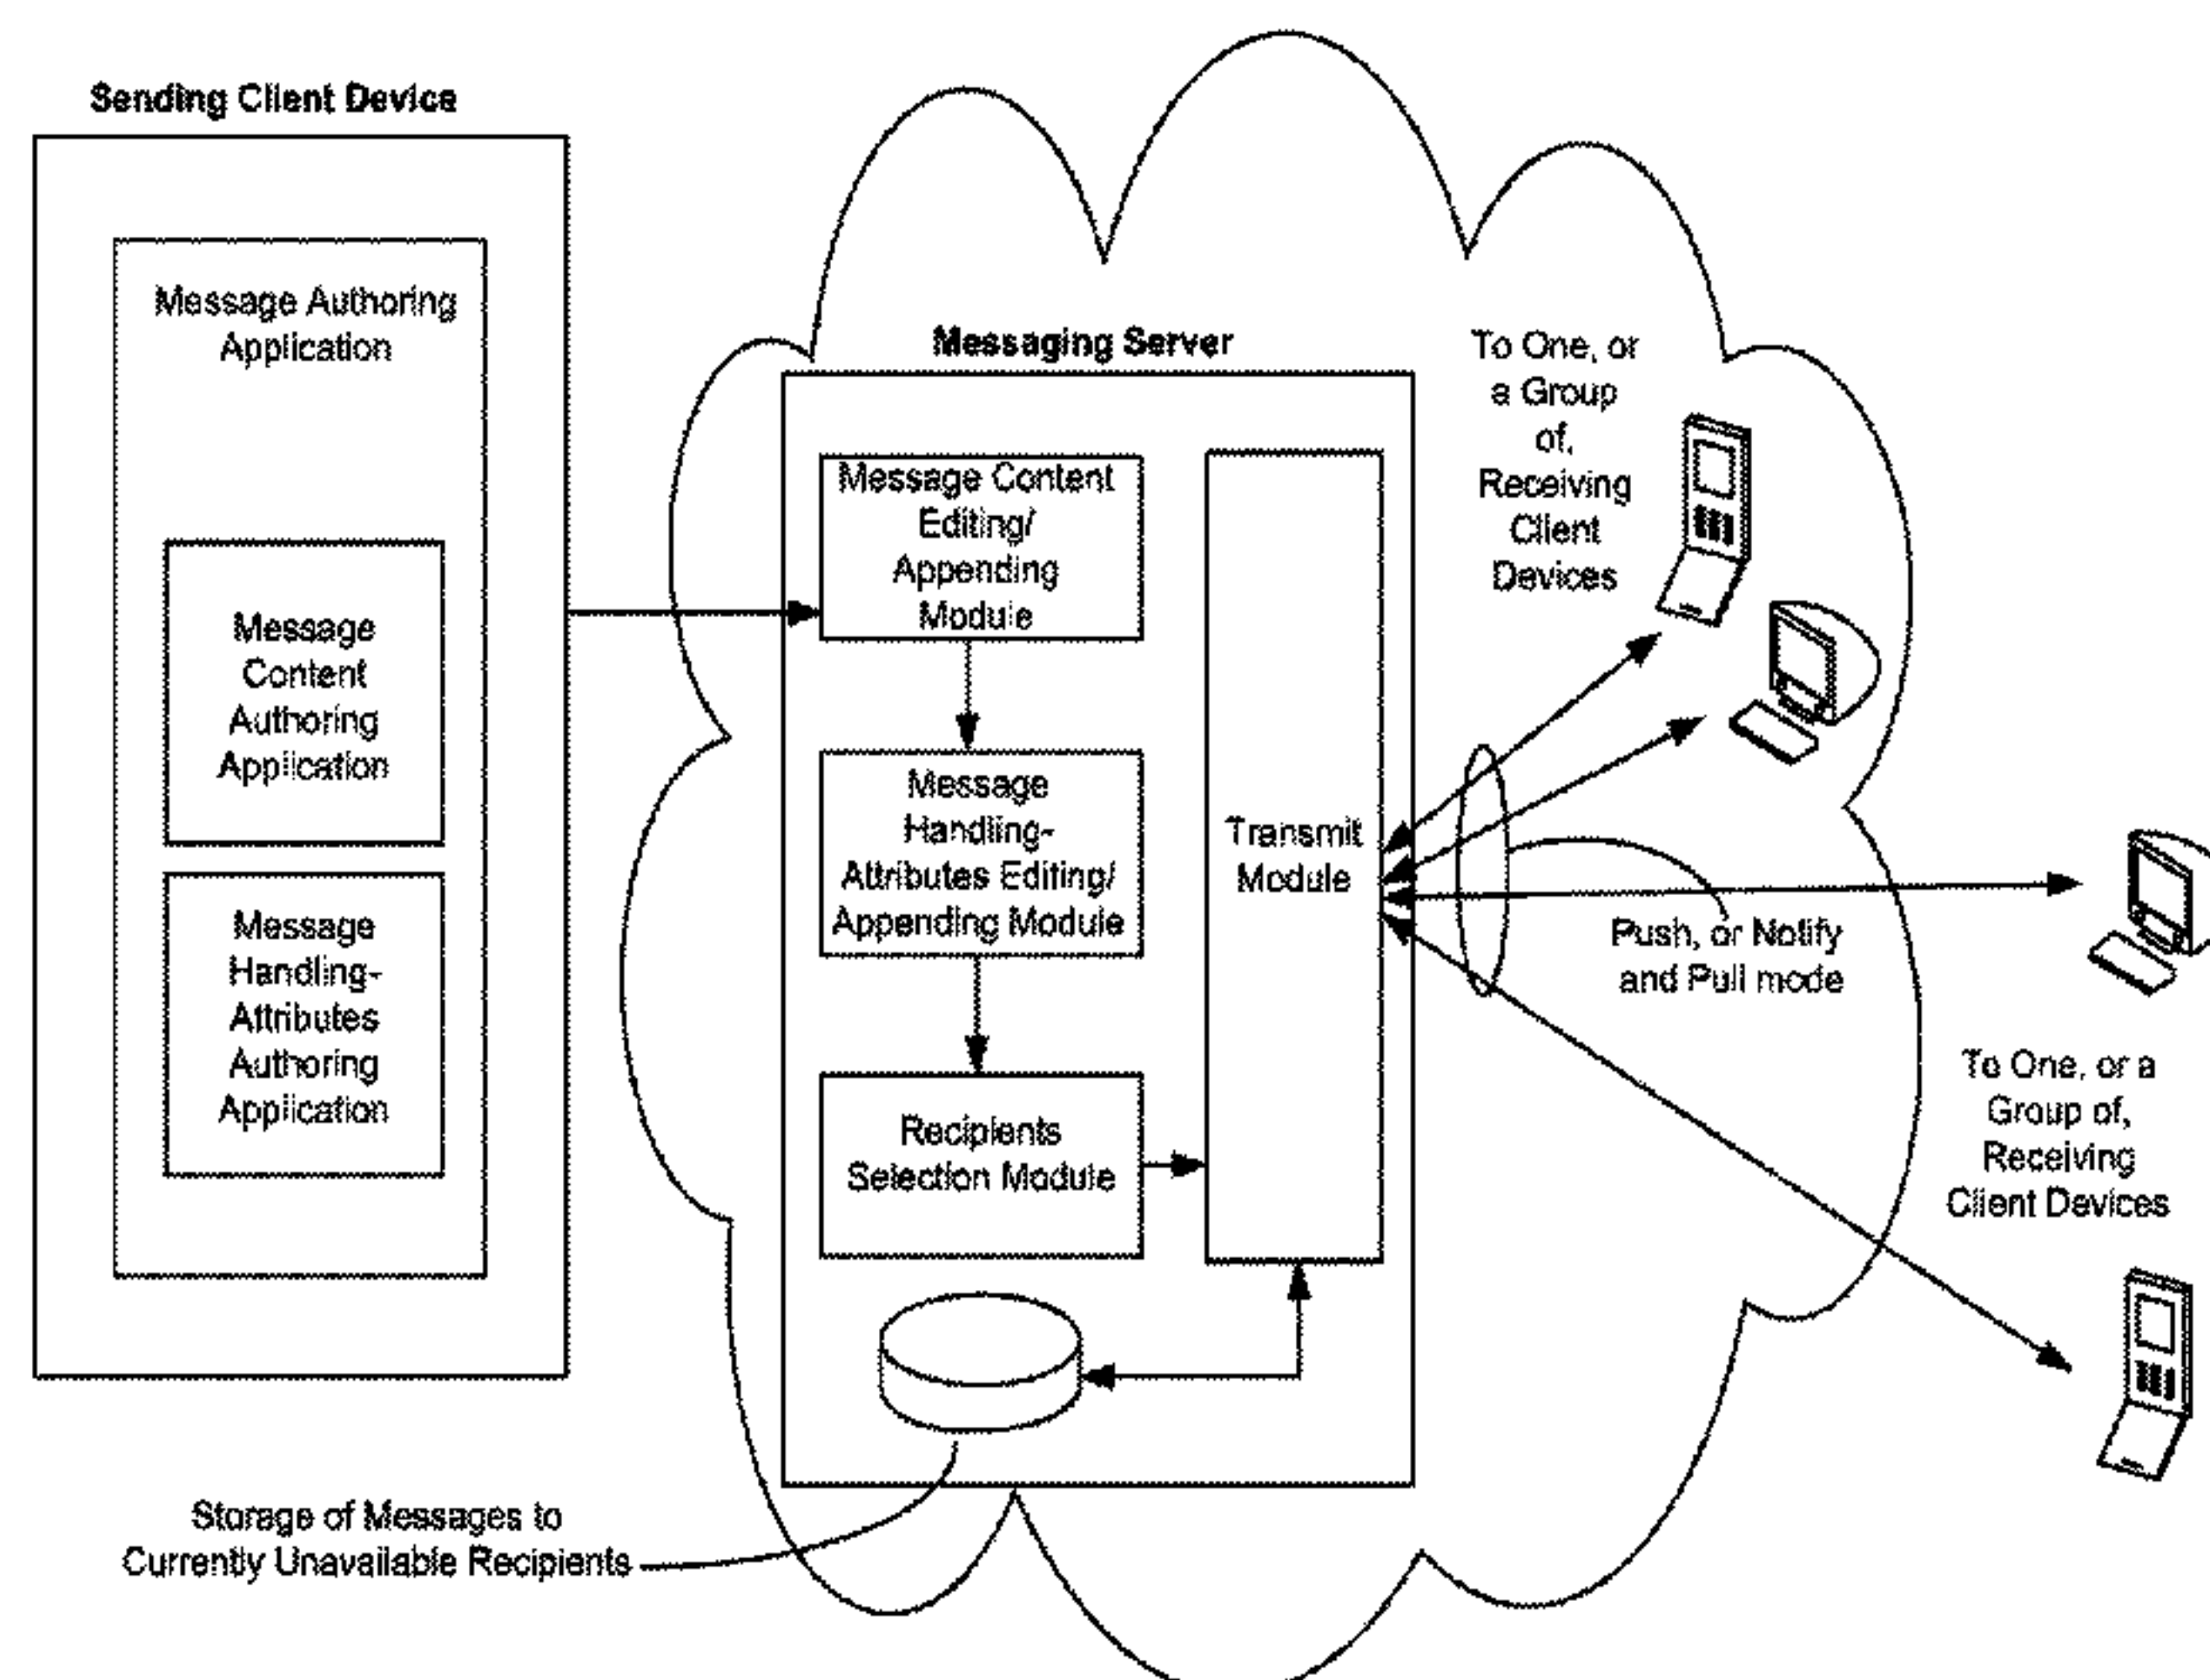 Sending Client Device
Message Authoring
Application
Message
Content
Authoring
Application
Message
Handling-
Attributes
Authoring
Application
Messaging Server
Message Content
Editing/
Appending
Module
Message
Handling-
Attributes Editing/
Appending Module
Recipients
Selection Module
Transmit
Module
Storage of Messages to
Currently Unavailable Recipients
To One, or
a Group
of,
Receiving
Client
Devices
Push, or Notify
and Pull mode
To One, or a
Group of,
Receiving
Client Devices